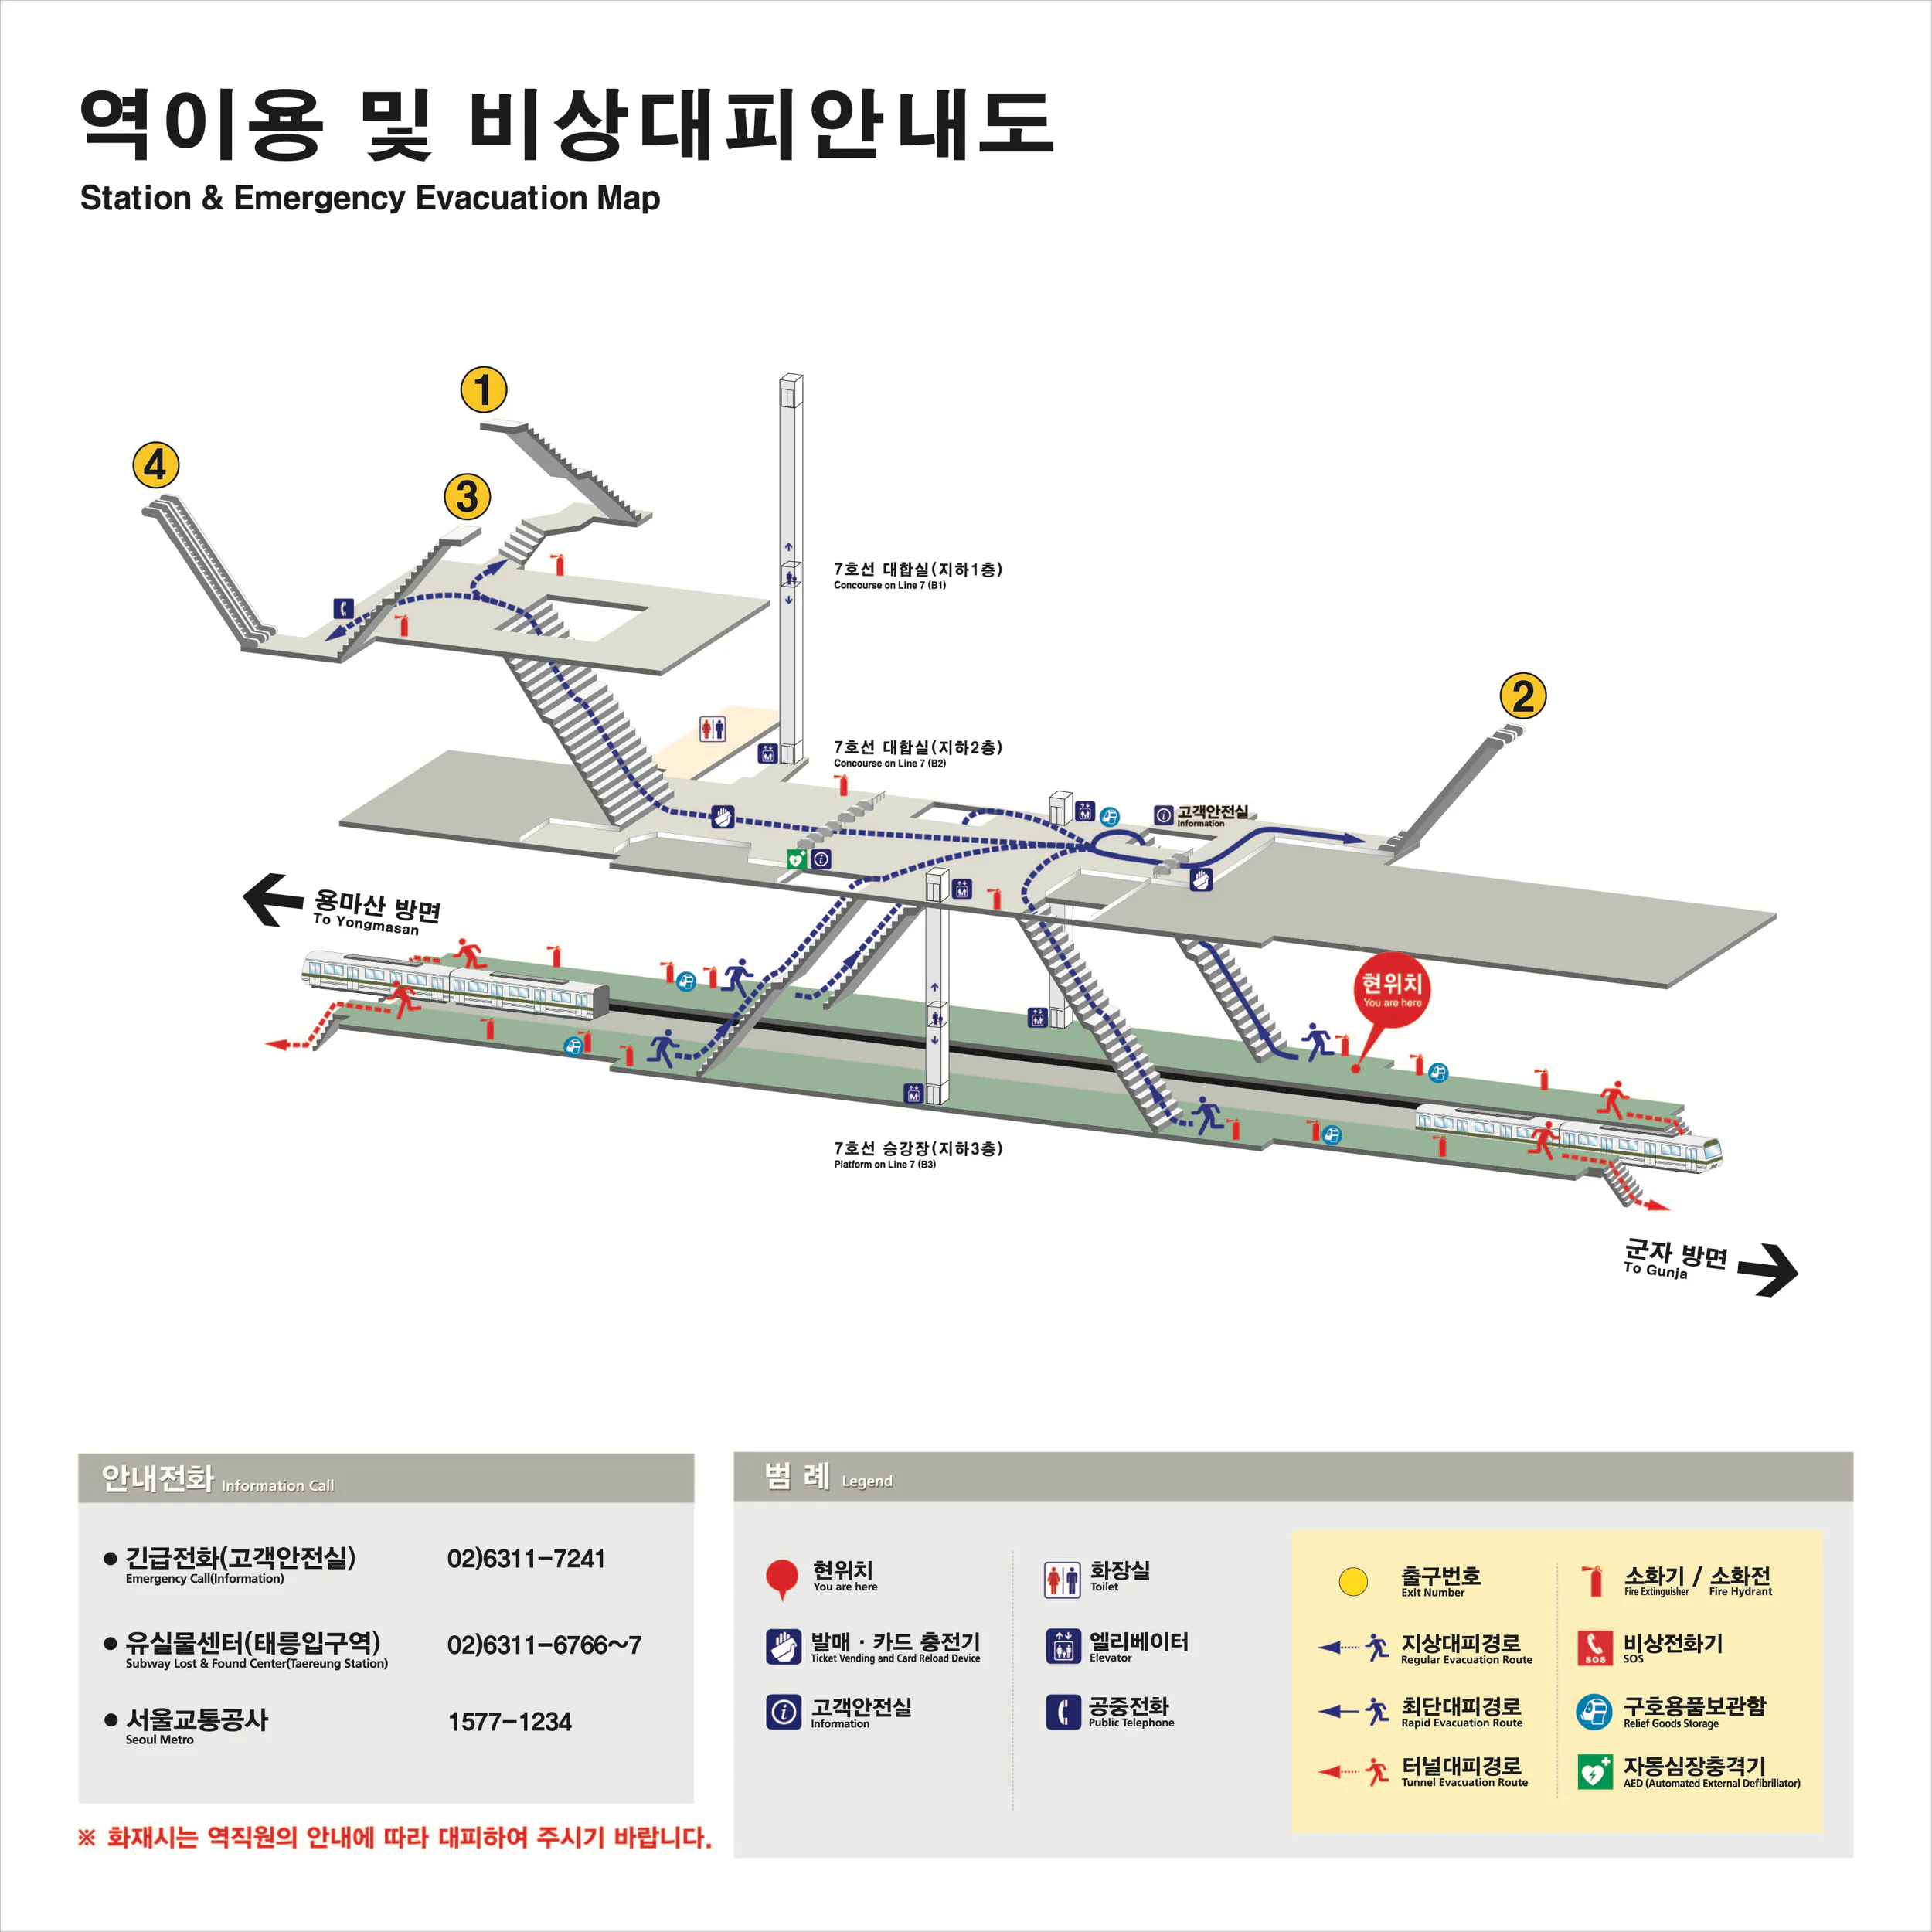 역이용 및 비상대피안내도
Station & Emergency Evacuation Map
1
4
3
7호선 대합실(지하1층)
Concourse on Line 7 (B1)
2
7호선 대합실(지하2층)
Concourse on Line 7 (B2)
고객안전실
Information
용마산 방면
To Yongmasan
현위치
You are here
7호선 승강장(지하3층)
Platform on Line 7 (B3)
군자 방면
To Gunja
안내전화 Information Call
● 긴급전화(고객안전실) 02)6311-7241
Emergency Call(Information)
● 유실물센터(태릉입구역) 02)6311-6766~7
Subway Lost & Found Center(Taereung Station)
● 서울교통공사 1577-1234
Seoul Metro
※ 화재시는 역직원의 안내에 따라 대피하여 주시기 바랍니다.
범 례 Legend
현위치
You are here
발매 · 카드 충전기
Ticket Vending and Card Reload Device
고객안전실
Information
화장실
Toilet
엘리베이터
Elevator
공중전화
Public Telephone
출구번호
Exit Number
지상대피경로
Regular Evacuation Route
최단대피경로
Rapid Evacuation Route
터널대피경로
Tunnel Evacuation Route
소화기 / 소화전
Fire Extinguisher Fire Hydrant
SOS
비상전화기
SOS
구호용품보관함
Relief Goods Storage
자동심장충격기
AED (Automated External Defibrillator)